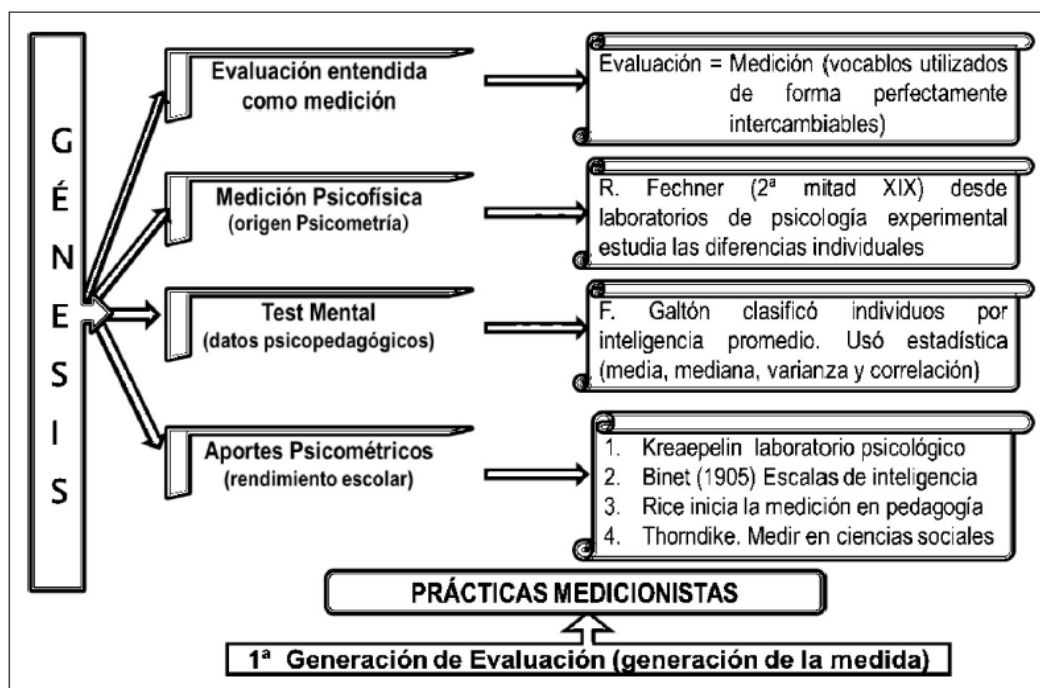 GÉNESIS
Evaluación entendida
como medición
Evaluación = Medición (vocablos utilizados
de forma perfectamente
intercambiables)
Medición Psicofísica
(origen Psicometría)
R. Fechner (2ª mitad XIX) desde
laboratorios de psicología experimental
estudia las diferencias individuales
Test Mental
(datos psicopedagógicos)
F. Galtón clasificó individuos por
inteligencia promedio. Usó estadística
(media, mediana, varianza y correlación)
Aportes Psicométricos
(rendimiento escolar)
1. Kreaepelin laboratorio psicológico
2. Binet (1905) Escalas de inteligencia
3. Rice inicia la medición en pedagogía
4. Thorndike. Medir en ciencias sociales
PRÁCTICAS MEDICIONISTAS
1ª Generación de Evaluación (generación de la medida)